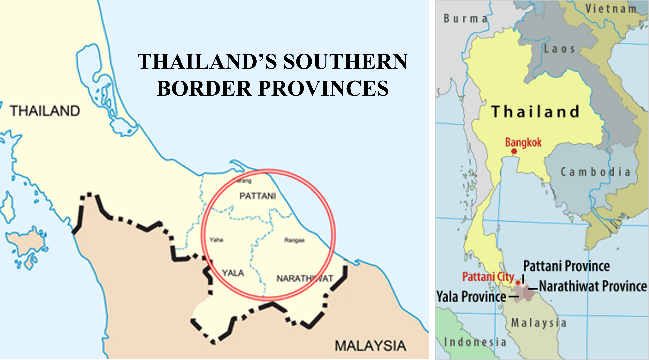 THAILAND'S SOUTHERN
BORDER PROVINCES
THAILAND
PATTANI
Yaha
Rangae
YALA
NARATHIWAT
MALAYSIA
Burma
Vietnam
Laos
Thailand
Bangkok
Cambodia
Pattani Province
Pattani City
Narathiwat Province
Yala Province
Malaysia
Indonesia